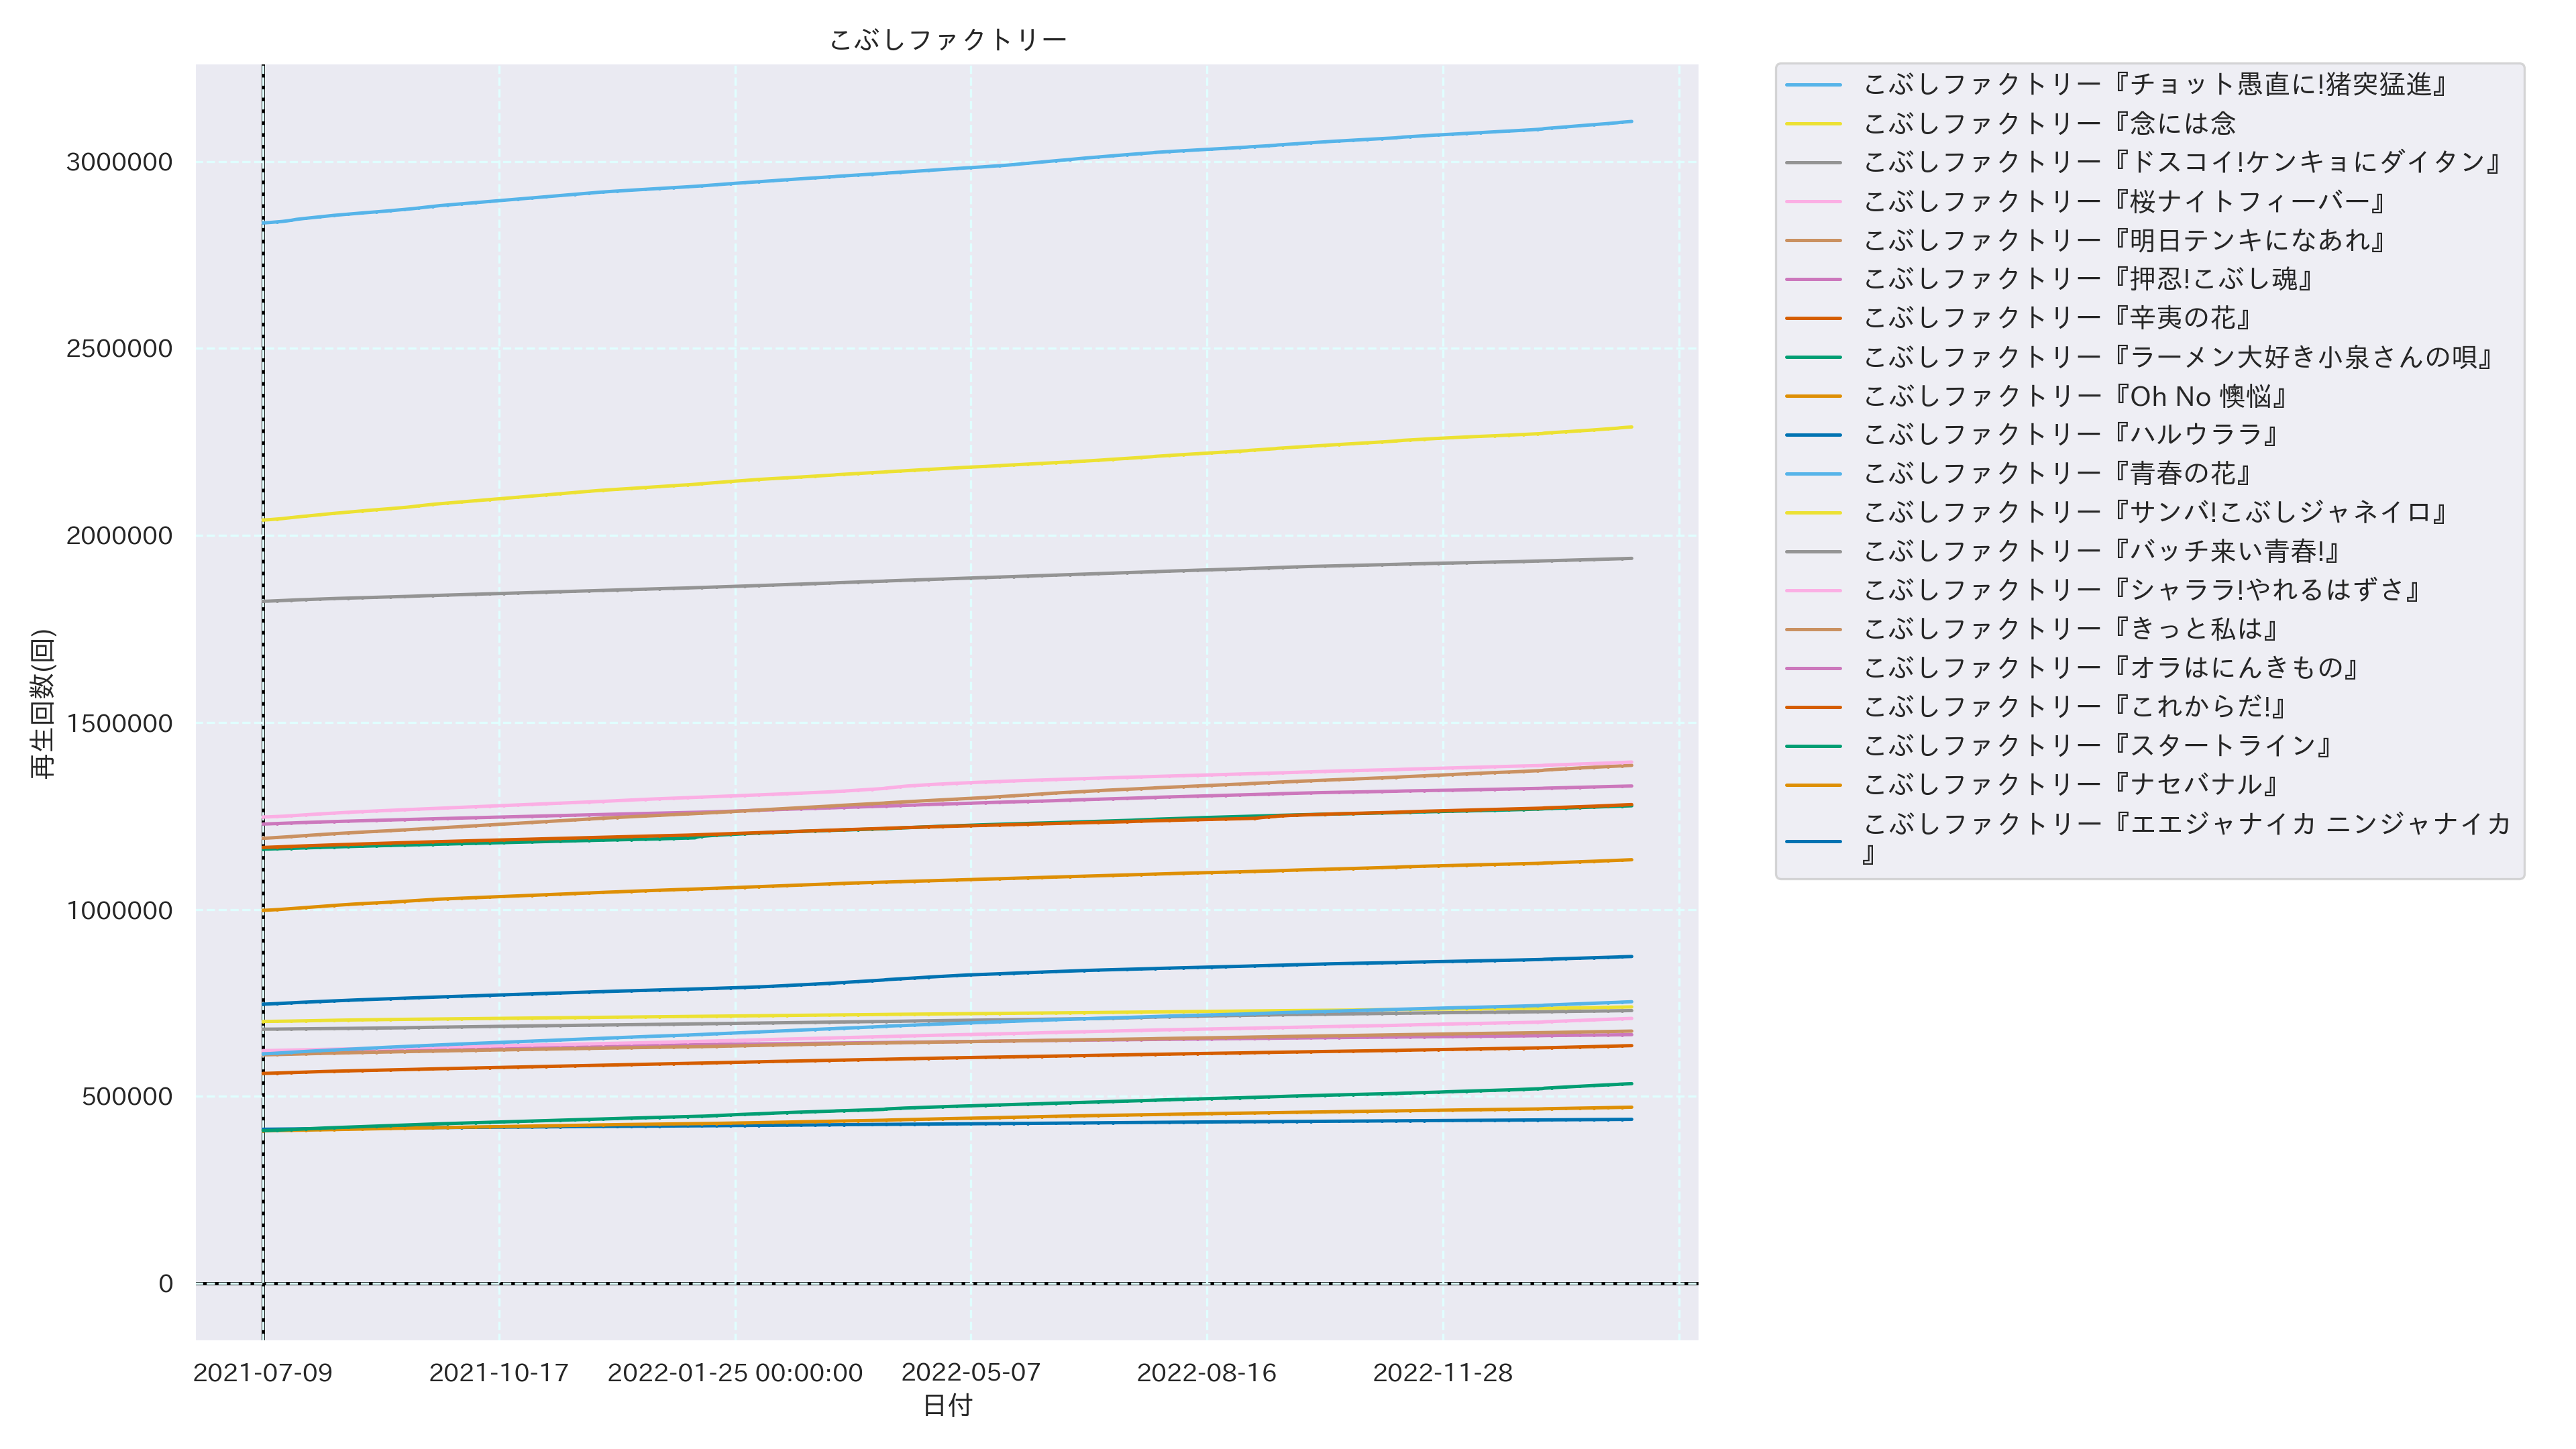 こぶしファクトリー
再生回数(回)
3000000
2500000
2000000
1500000
1000000
500000
0
2021-07-09
2021-10-17
2022-01-25 00:00:00
2022-05-07
2022-08-16
2022-11-28
日付
こぶしファクトリー『チョット愚直に!猪突猛進』
こぶしファクトリー『念には念
こぶしファクトリー『ドスコイ!ケンキョにダイタン』
こぶしファクトリー『桜ナイトフィーバー』
こぶしファクトリー『明日テンキになあれ』
こぶしファクトリー『押忍!こぶし魂』
こぶしファクトリー『辛夷の花』
こぶしファクトリー『ラーメン大好き小泉さんの唄』
こぶしファクトリー『Oh No 懊悩』
こぶしファクトリー『ハルウララ』
こぶしファクトリー『青春の花』
こぶしファクトリー『サンバ!こぶしジャネイロ』
こぶしファクトリー『バッチ来い青春!』
こぶしファクトリー『シャララ!やれるはずさ』
こぶしファクトリー『きっと私は』
こぶしファクトリー『オラはにんきもの』
こぶしファクトリー『これからだ!』
こぶしファクトリー『スタートライン』
こぶしファクトリー『ナセバナル』
こぶしファクトリー『エエジャナイカ ニンジャナイカ
』